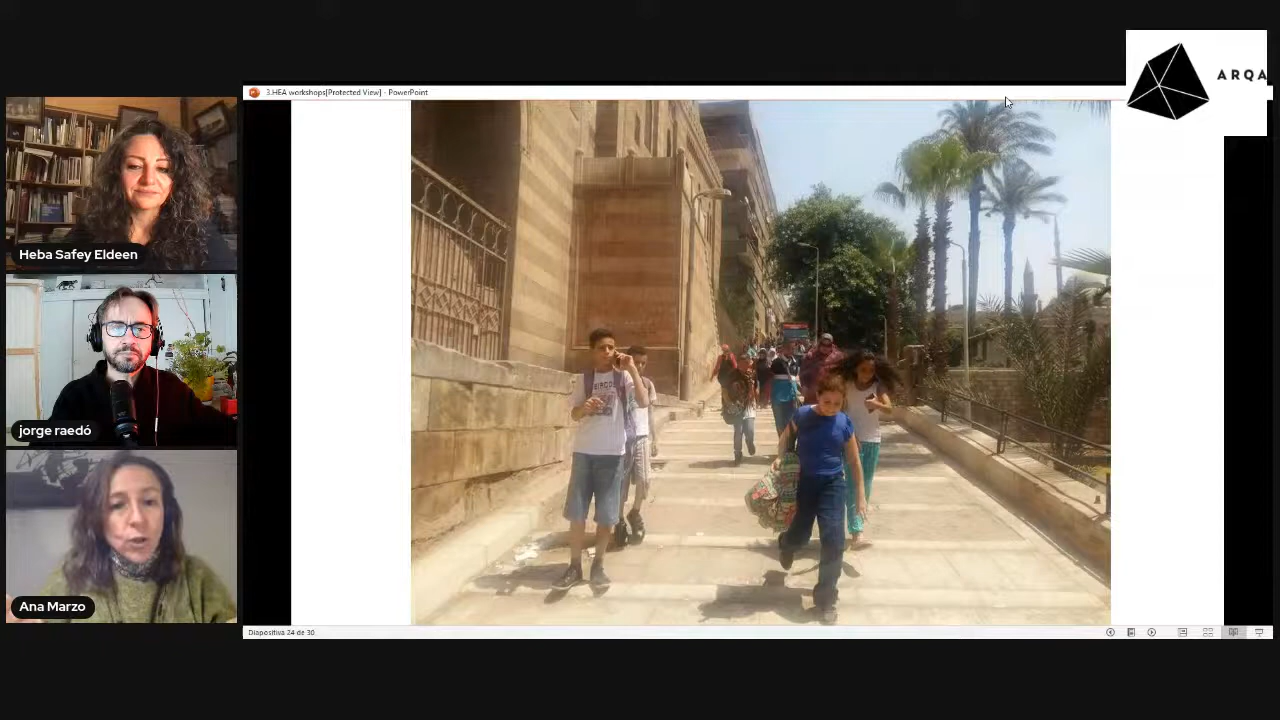 ARQA
3.HEA workshops[Protected View] - PowerPoint
Heba Safey Eldeen
jorge raedó
Ana Marzo
Diapositiva 24 de 30